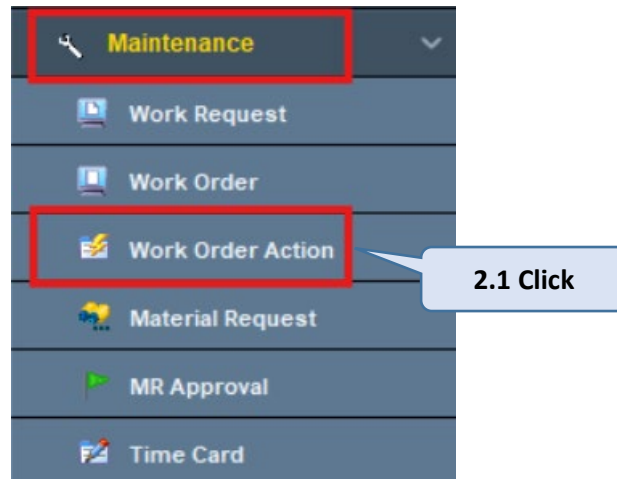 Maintenance
Work Request
Work Order
Work Order Action
2.1 Click
Material Request
MR Approval
Time Card